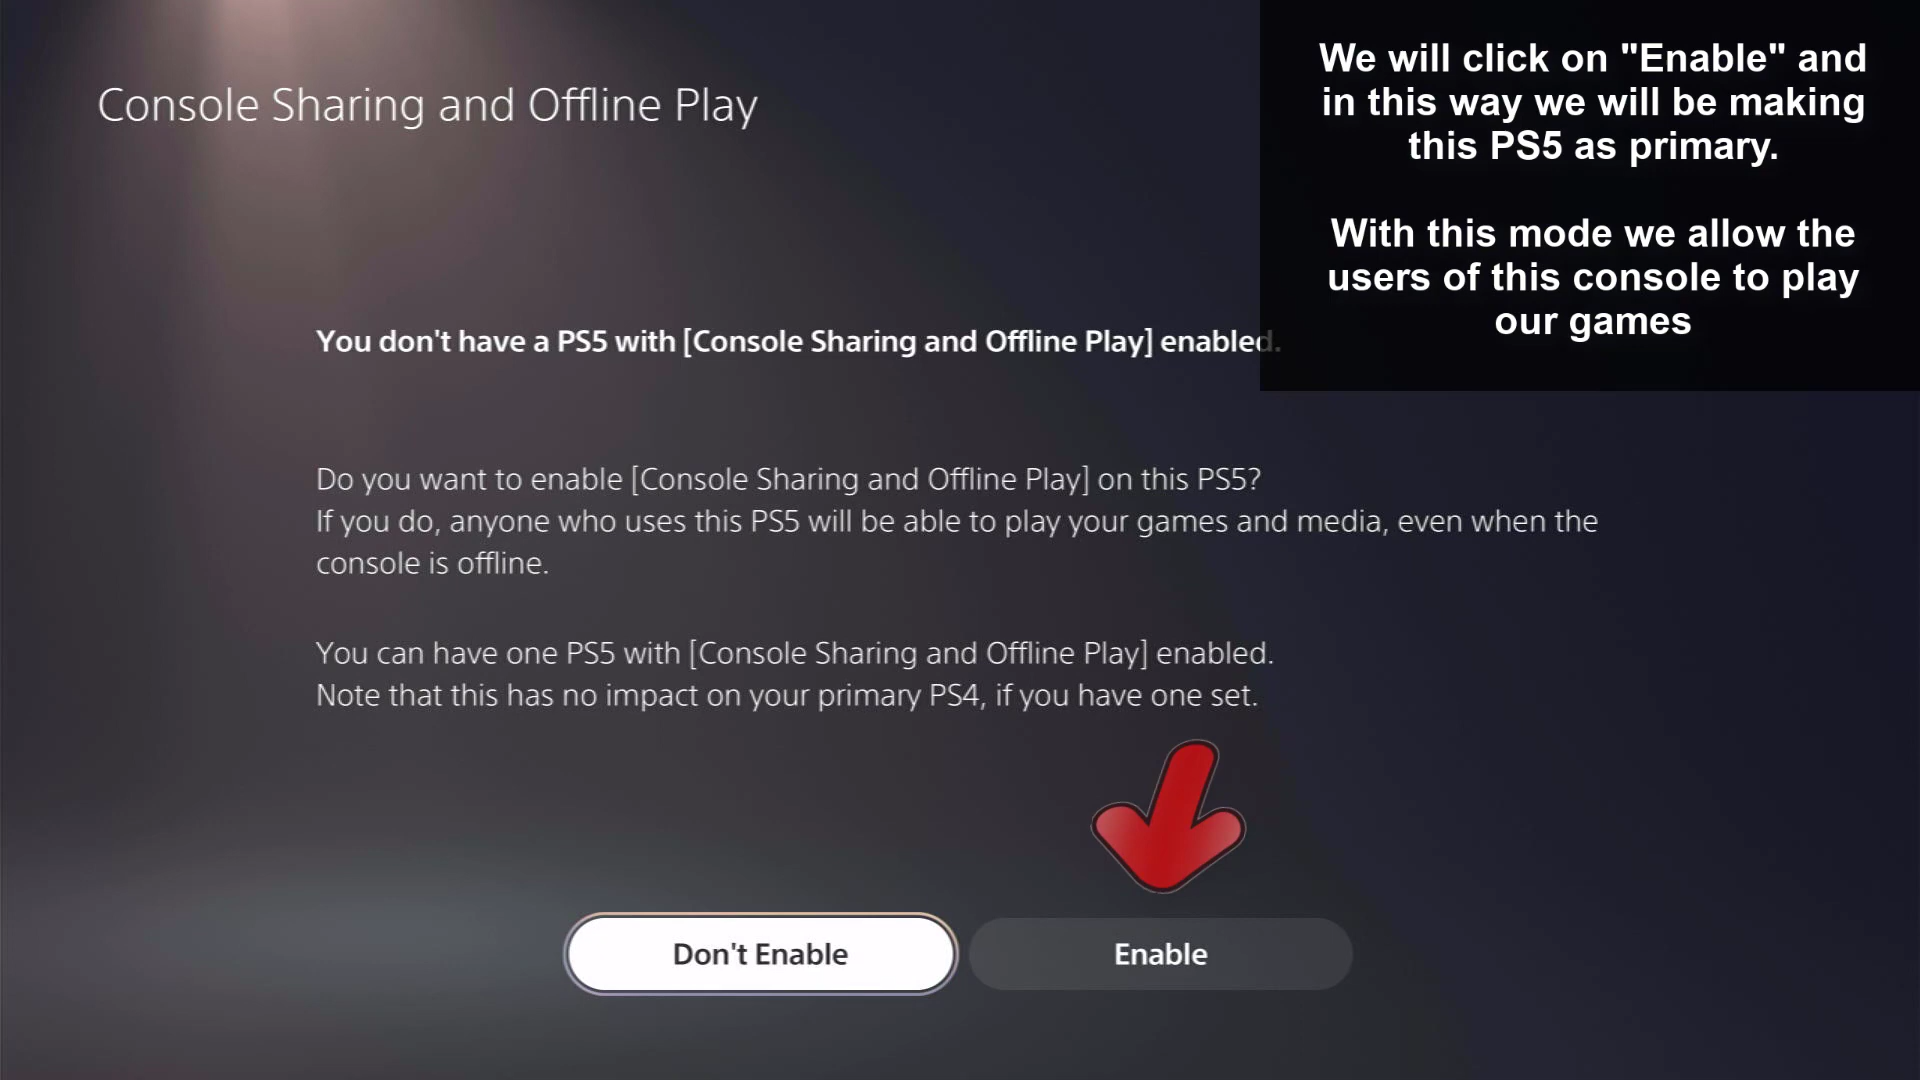 Console Sharing and Offline Play
We will click on "Enable" and
in this way we will be making
this PS5 as primary.
With this mode we allow the
users of this console to play
our games
You don't have a PS5 with [Console Sharing and Offline Play] enabled.
Do you want to enable [Console Sharing and Offline Play] on this PS5?
If you do, anyone who uses this PS5 will be able to play your games and media, even when the
console is offline.
You can have one PS5 with [Console Sharing and Offline Play] enabled.
Note that this has no impact on your primary PS4, if you have one set.
Don't Enable
Enable